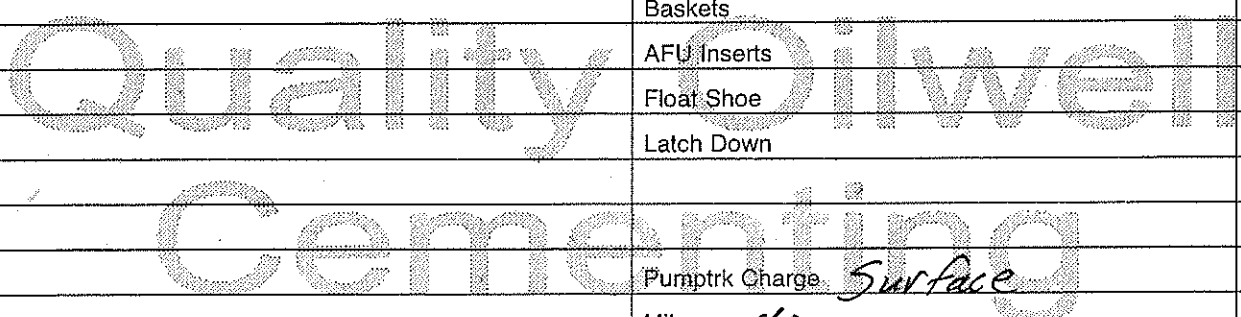 Baskets
Quality Oilwell
AFU Inserts
Float Shoe
Latch Down
Cementing
Pumptrk Charge Surface